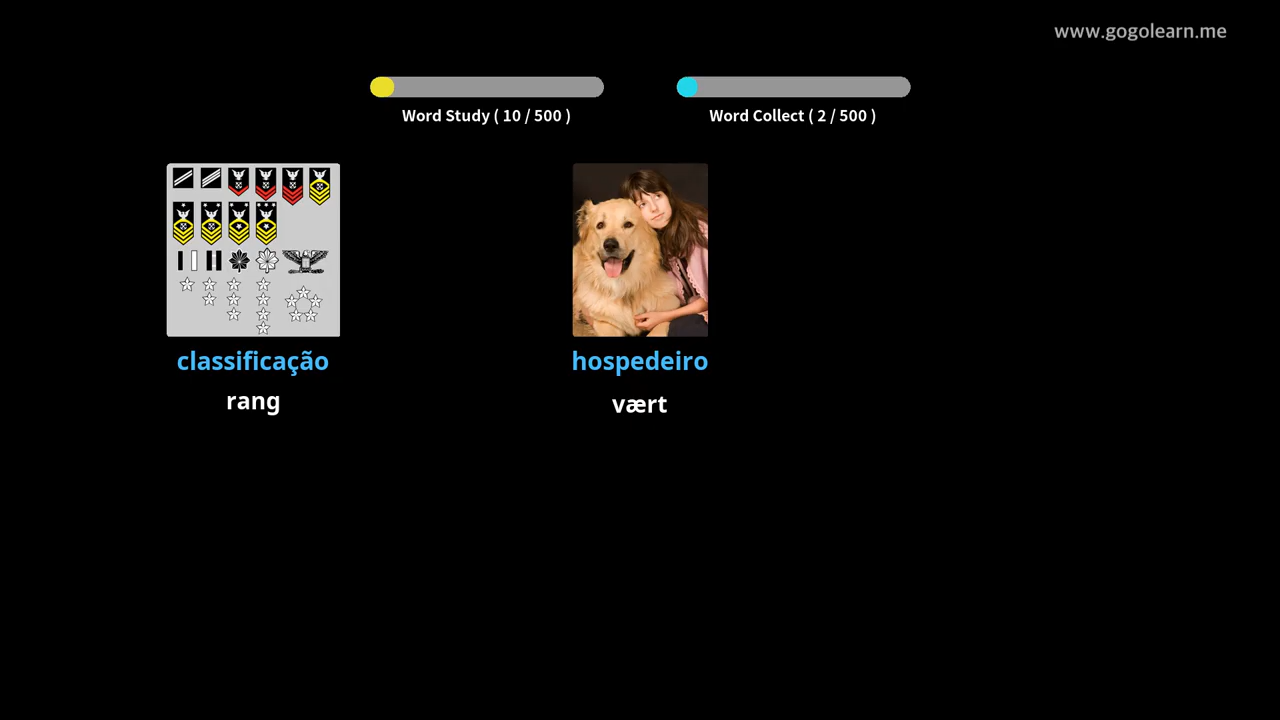 www.gogolearn.me
Word Study ( 10 / 500 )
Word Collect ( 2 / 500 )
classificação
hospedeiro
rang
vært